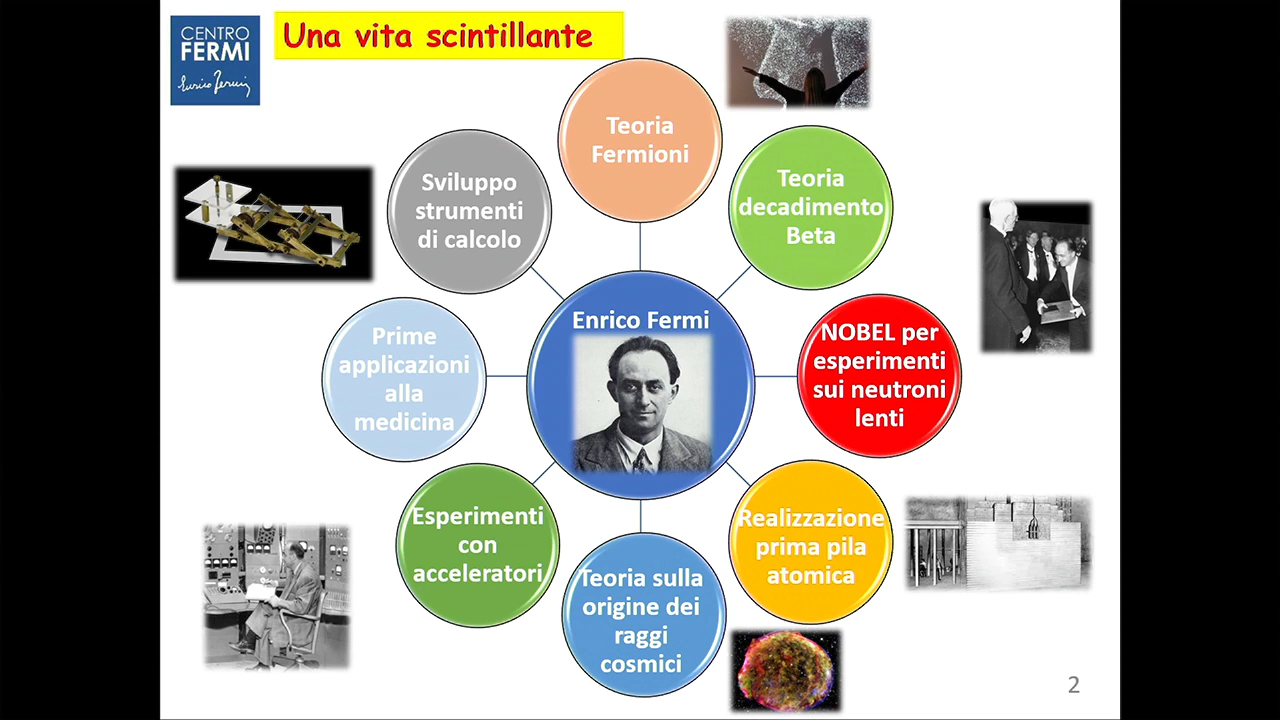 CENTRO
FERMI
Enrico Fermi
Una vita scintillante
Teoria
Fermioni
Teoria
decadimento
Beta
NOBEL per
esperimenti
sui neutroni
lenti
Realizzazione
prima pila
atomica
Teoria sulla
origine dei
raggi
cosmici
Esperimenti
con
acceleratori
Prime
applicazioni
alla
medicina
Sviluppo
strumenti
di calcolo
Enrico Fermi
2